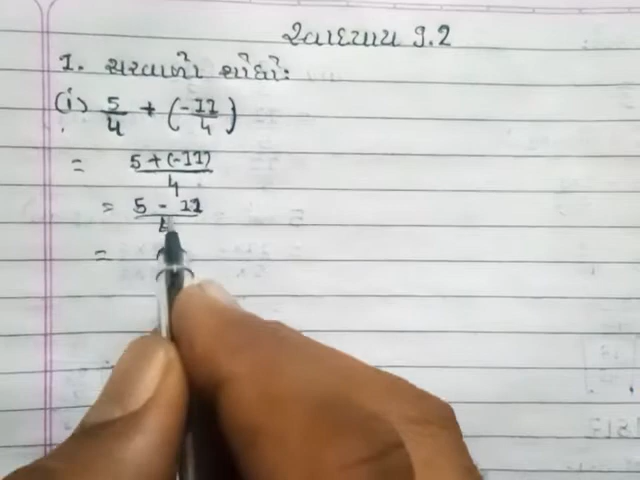 સ્વાધ્યાય 9.2
1. સરવાળો શોધો:
(i) 5/4 + (-11/4)
= 5+(-11)/4
= 5 - 11/4
=